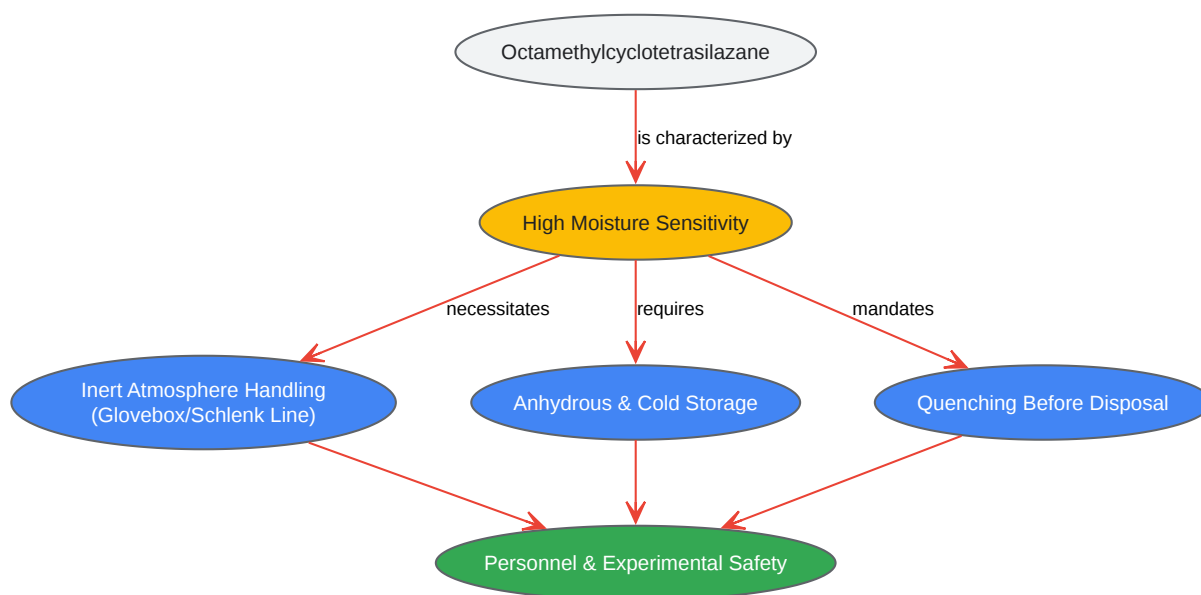 Octamethylcyclotetrasilazane
is characterized by
High Moisture Sensitivity
necessitates
requires
mandates
Inert Atmosphere Handling
(Glovebox/Schlenk Line)
Anhydrous & Cold Storage
Quenching Before Disposal
Personnel & Experimental Safety